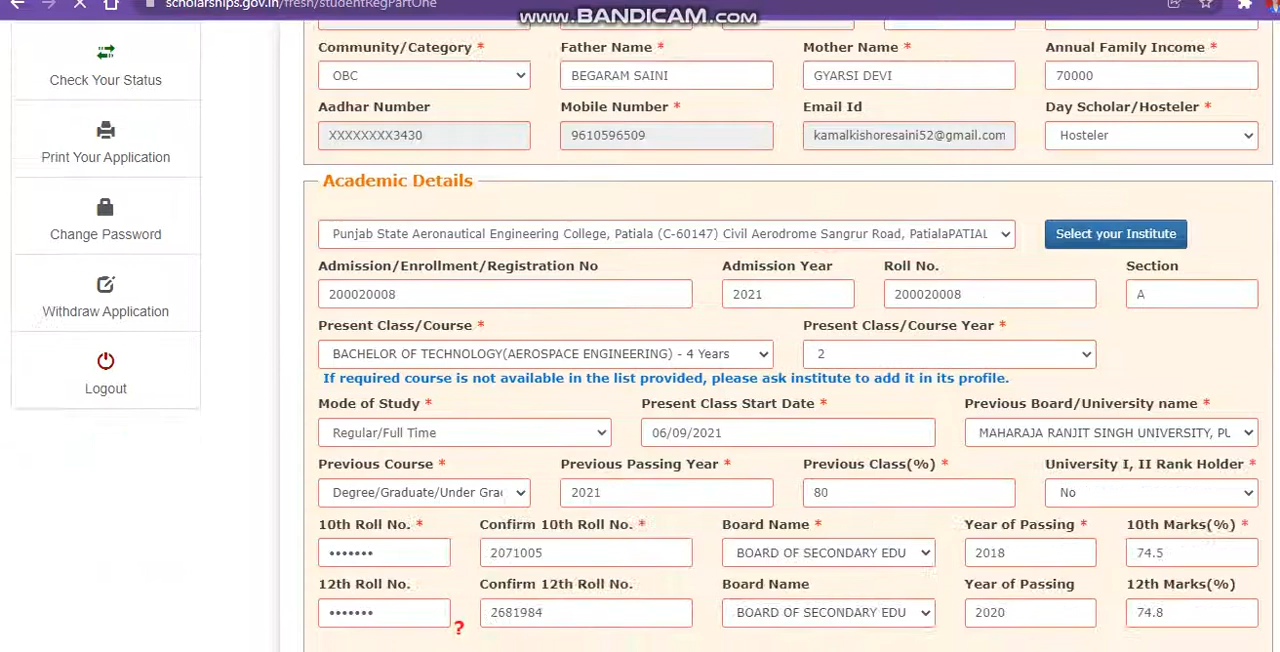 scholarships.gov.in/fresh/studentRegPartOne
www.BANDICAM.com
Check Your Status
Print Your Application
Change Password
Withdraw Application
Logout
Community/Category * Father Name * Mother Name * Annual Family Income *
OBC BEGARAM SAINI GYARSI DEVI 70000
Aadhar Number Mobile Number * Email Id Day Scholar/Hosteler *
XXXXXXXX3430 9610596509 kamalkishoresaini52@gmail.com Hosteler
Academic Details
Punjab State Aeronautical Engineering College, Patiala (C-60147) Civil Aerodrome Sangrur Road, PatialaPATIAL Select your Institute
Admission/Enrollment/Registration No Admission Year Roll No. Section
200020008 2021 200020008 A
Present Class/Course * Present Class/Course Year *
BACHELOR OF TECHNOLOGY(AEROSPACE ENGINEERING) - 4 Years 2
If required course is not available in the list provided, please ask institute to add it in its profile.
Mode of Study * Present Class Start Date * Previous Board/University name *
Regular/Full Time 06/09/2021 MAHARAJA RANJIT SINGH UNIVERSITY, PU
Previous Course * Previous Passing Year * Previous Class(%) * University I, II Rank Holder *
Degree/Graduate/Under Grad 2021 80 No
10th Roll No. * Confirm 10th Roll No. * Board Name * Year of Passing * 10th Marks(%) *
••••••• 2071005 BOARD OF SECONDARY EDU 2018 74.5
12th Roll No. Confirm 12th Roll No. Board Name Year of Passing 12th Marks(%)
••••••• ? 2681984 BOARD OF SECONDARY EDU 2020 74.8